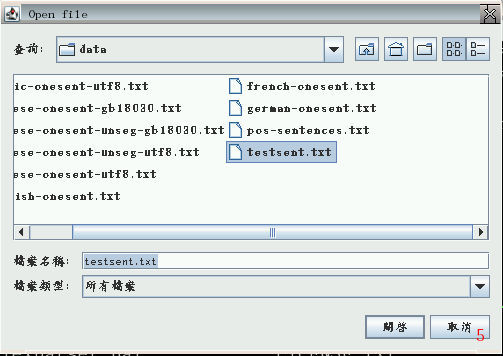 Open file
查詢: data
ic-onesent-utf8.txt
ese-onesent-gb18030.txt
ese-onesent-unseg-gb18030.txt
ese-onesent-unseg-utf8.txt
ese-onesent-utf8.txt
ish-onesent.txt
french-onesent.txt
german-onesent.txt
pos-sentences.txt
testsent.txt
檔案名稱: testsent.txt
檔案類型: 所有檔案
開啓 取消
5